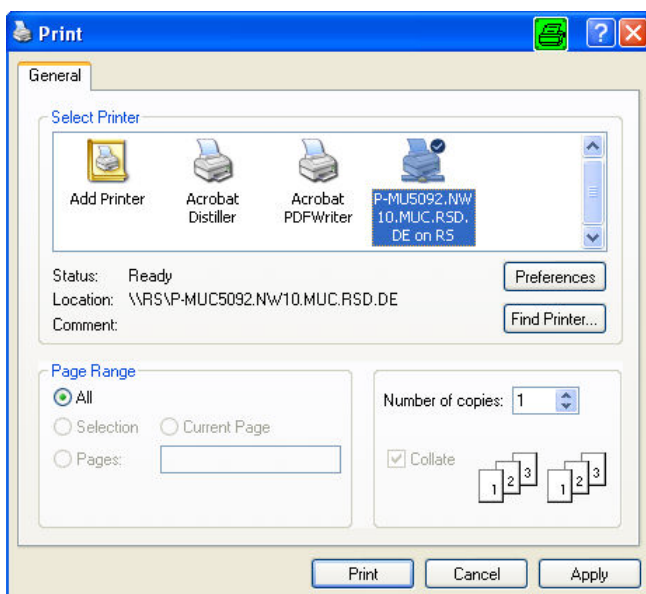 Print
General
Select Printer
Add Printer
Acrobat
Distiller
Acrobat
PDFWriter
P-MU5092.NW
10.MUC.RSD.
DE on RS
Status: Ready
Location: \\RS\P-MUC5092.NW10.MUC.RSD.DE
Comment:
Preferences
Find Printer...
Page Range
All
Selection Current Page
Pages:
Number of copies: 1
Collate
1 2 3 1 2 3
Print Cancel Apply